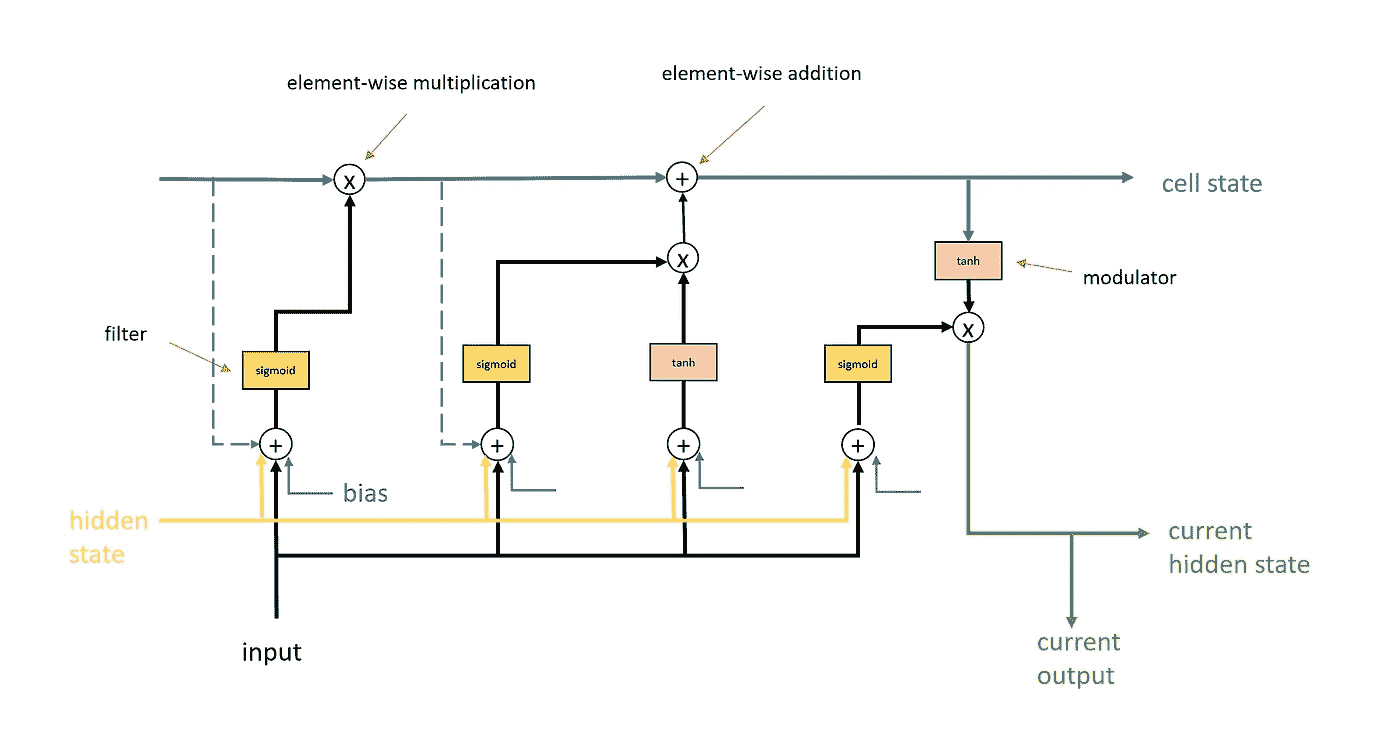 element-wise multiplication
element-wise addition
x
+
cell state
x
tanh
modulator
x
filter
sigmoid
sigmoid
tanh
sigmoid
+
+
+
+
bias
hidden
state
current
hidden state
input
current
output